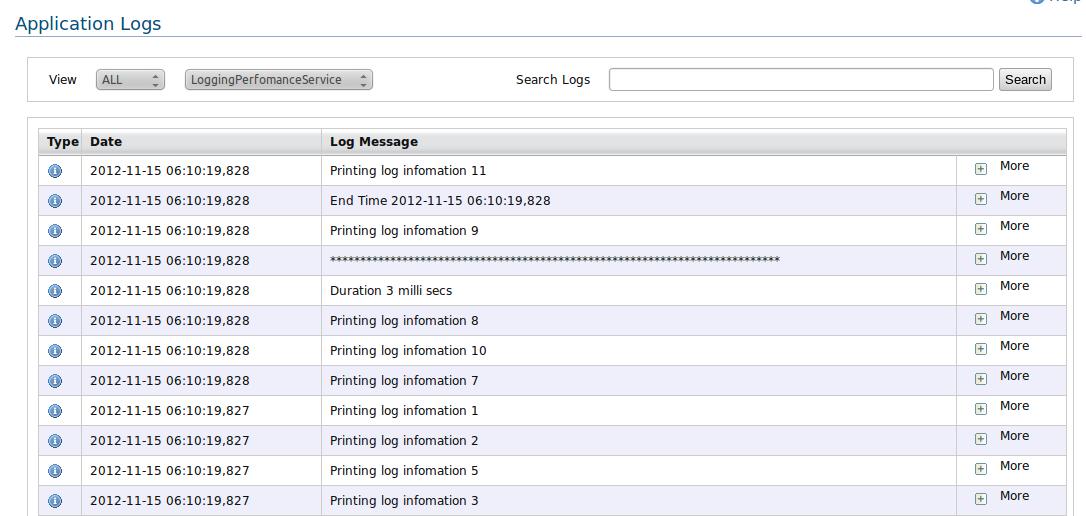 Application Logs
View ALL LoggingPerfomanceService Search Logs Search
Type Date Log Message
2012-11-15 06:10:19,828 Printing log infomation 11 More
2012-11-15 06:10:19,828 End Time 2012-11-15 06:10:19,828 More
2012-11-15 06:10:19,828 Printing log infomation 9 More
2012-11-15 06:10:19,828 *************************************************************************** More
2012-11-15 06:10:19,828 Duration 3 milli secs More
2012-11-15 06:10:19,828 Printing log infomation 8 More
2012-11-15 06:10:19,828 Printing log infomation 10 More
2012-11-15 06:10:19,828 Printing log infomation 7 More
2012-11-15 06:10:19,827 Printing log infomation 1 More
2012-11-15 06:10:19,827 Printing log infomation 2 More
2012-11-15 06:10:19,827 Printing log infomation 5 More
2012-11-15 06:10:19,827 Printing log infomation 3 More